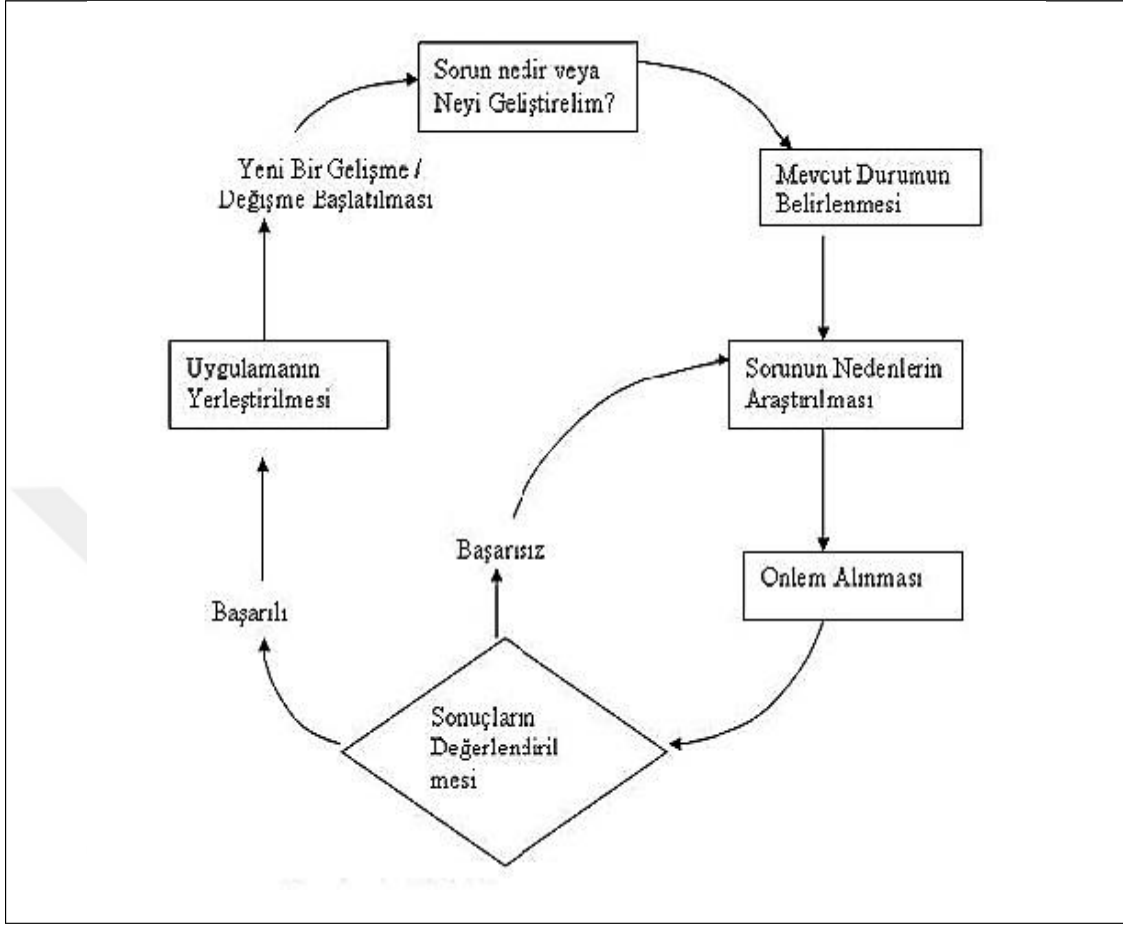 Sorun nedir veya
Neyi Geliştirelim?
Yeni Bir Gelişme /
Değişme Başlatılması
Mevcut Durumun
Belirlenmesi
Uygulamanın
Yerleştirilmesi
Sorunun Nedenlerin
Araştırılması
Başarısız
Onlem Alınması
Başarılı
Sonuçların
Değerlendiril
mesi